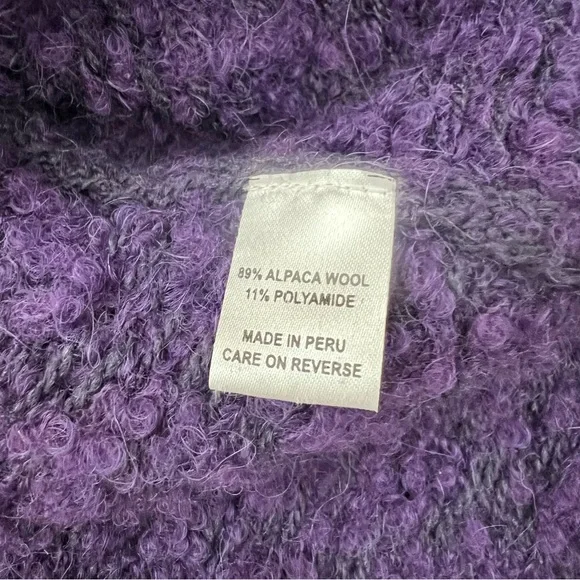 89% ALPACA WOOL
11% POLYAMIDE
MADE IN PERU
CARE ON REVERSE